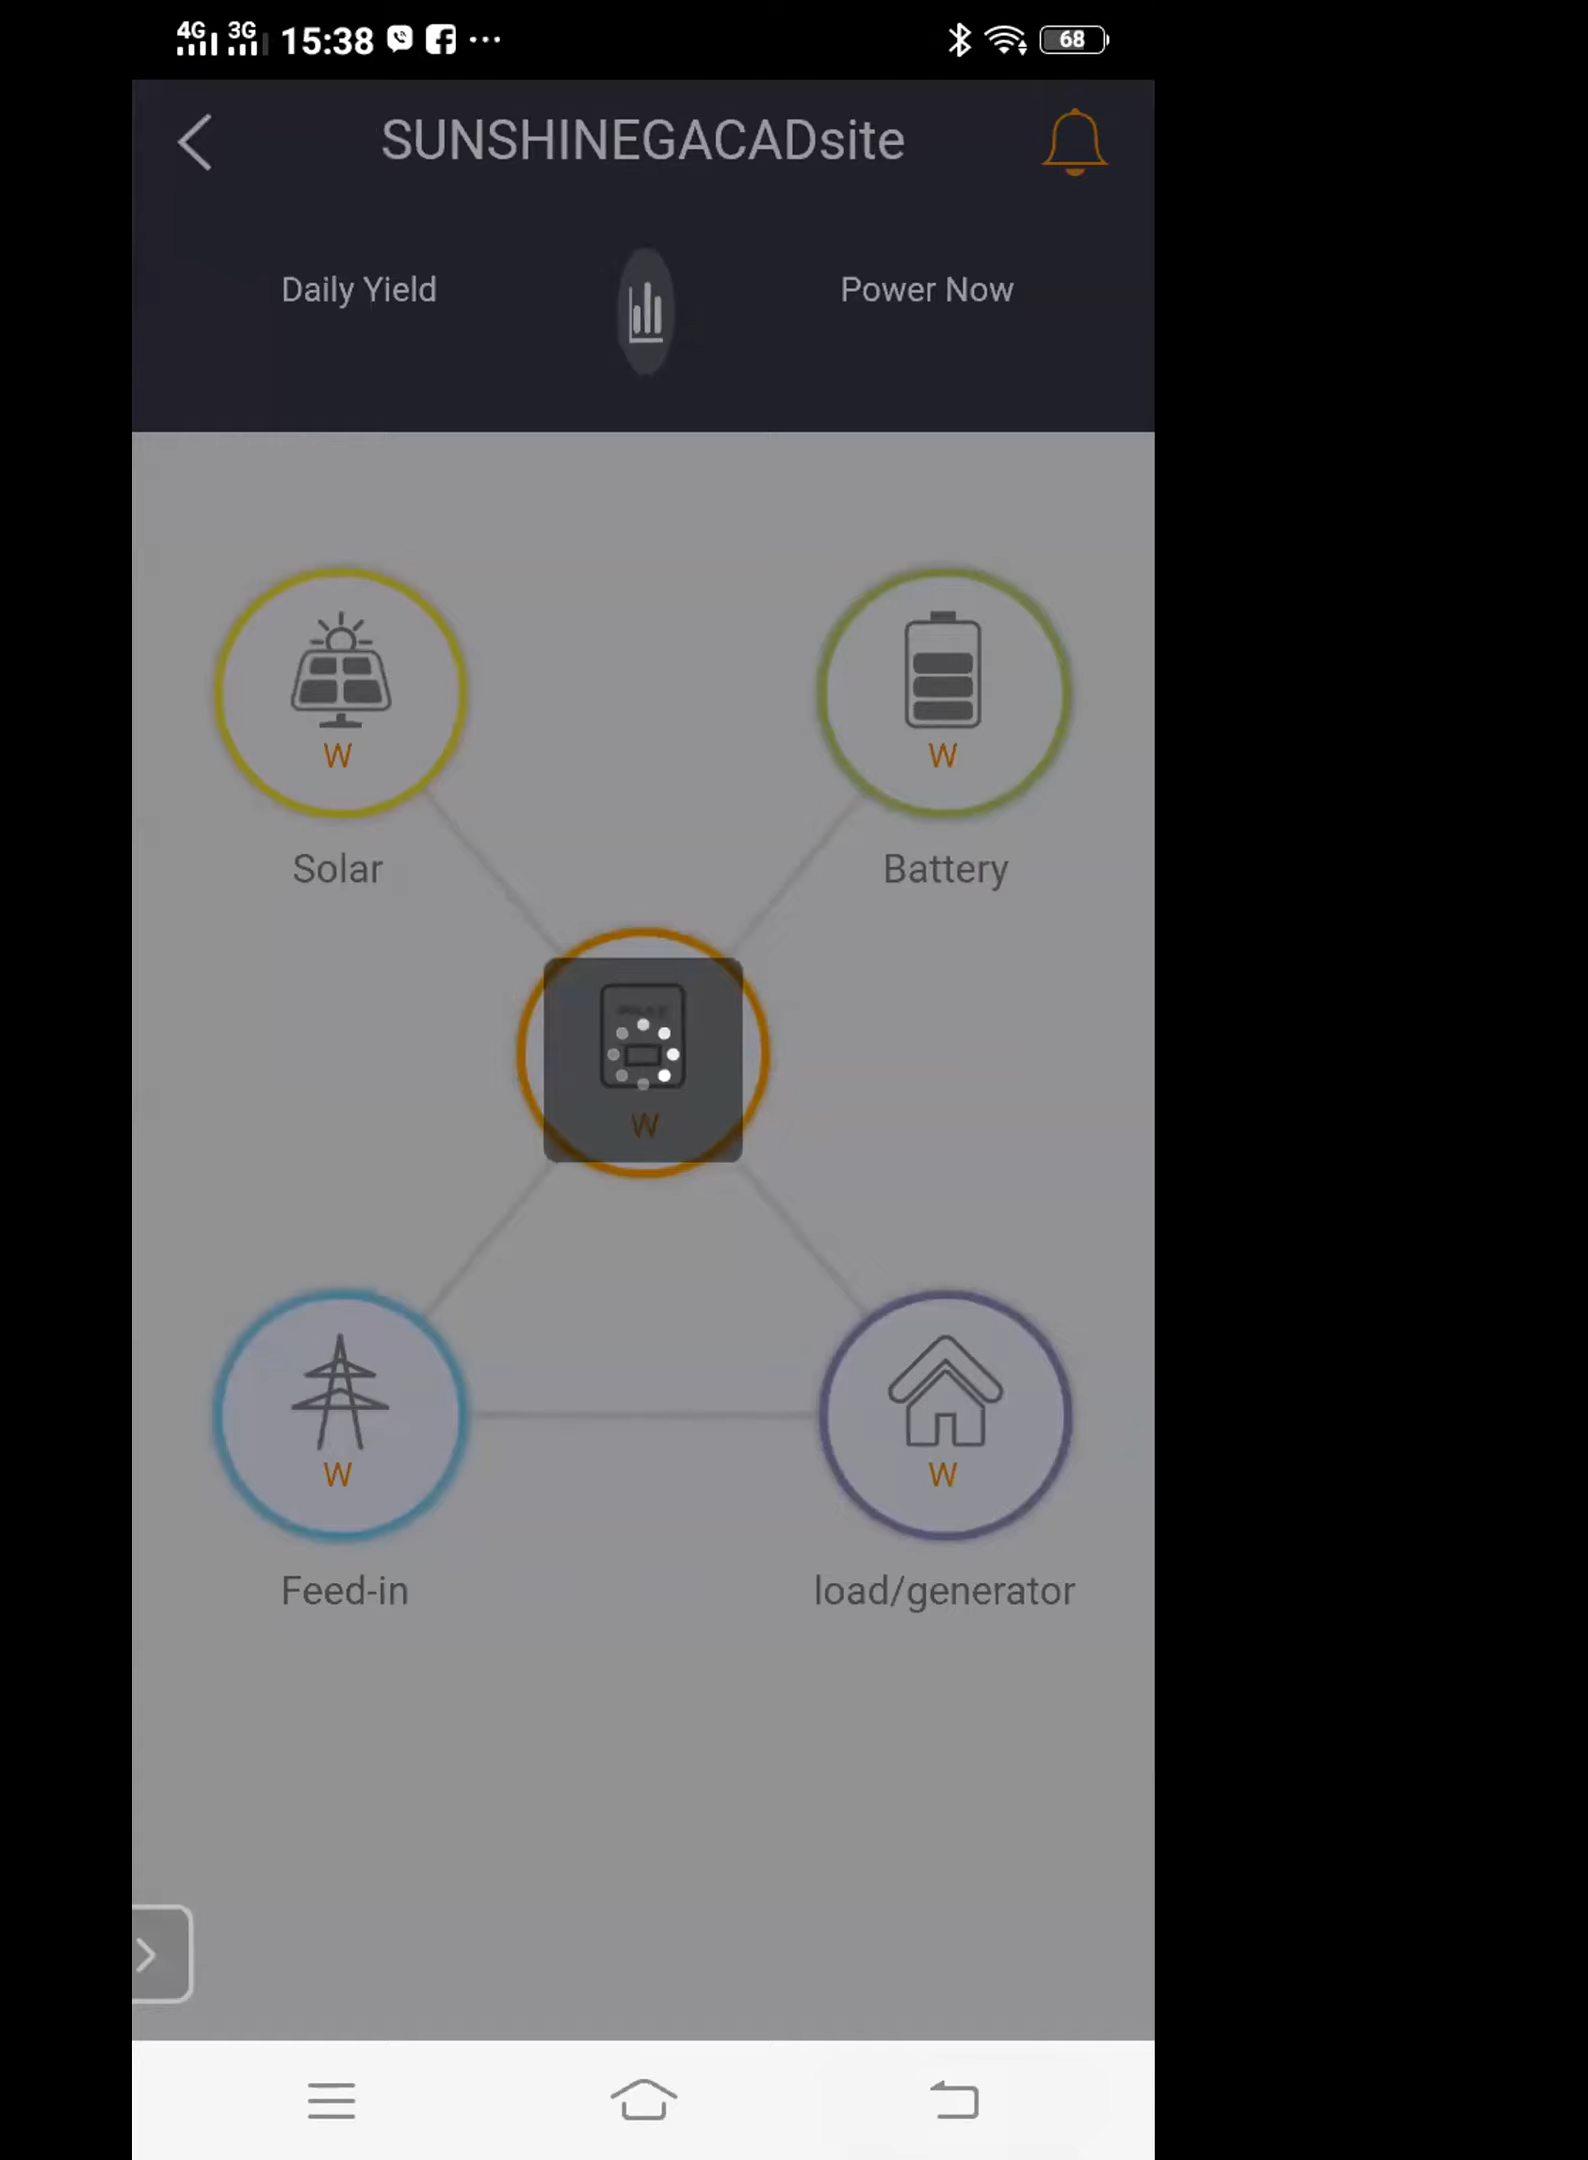 4G 3G 15:38 68
SUNSHINEGACADsite
Daily Yield
Power Now
W
W
Solar
Battery
W
W
W
Feed-in
load/generator